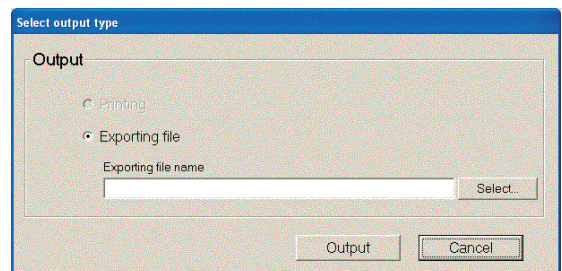 Select output type
Output
Printing
Exporting file
Exporting file name
Select...
Output
Cancel